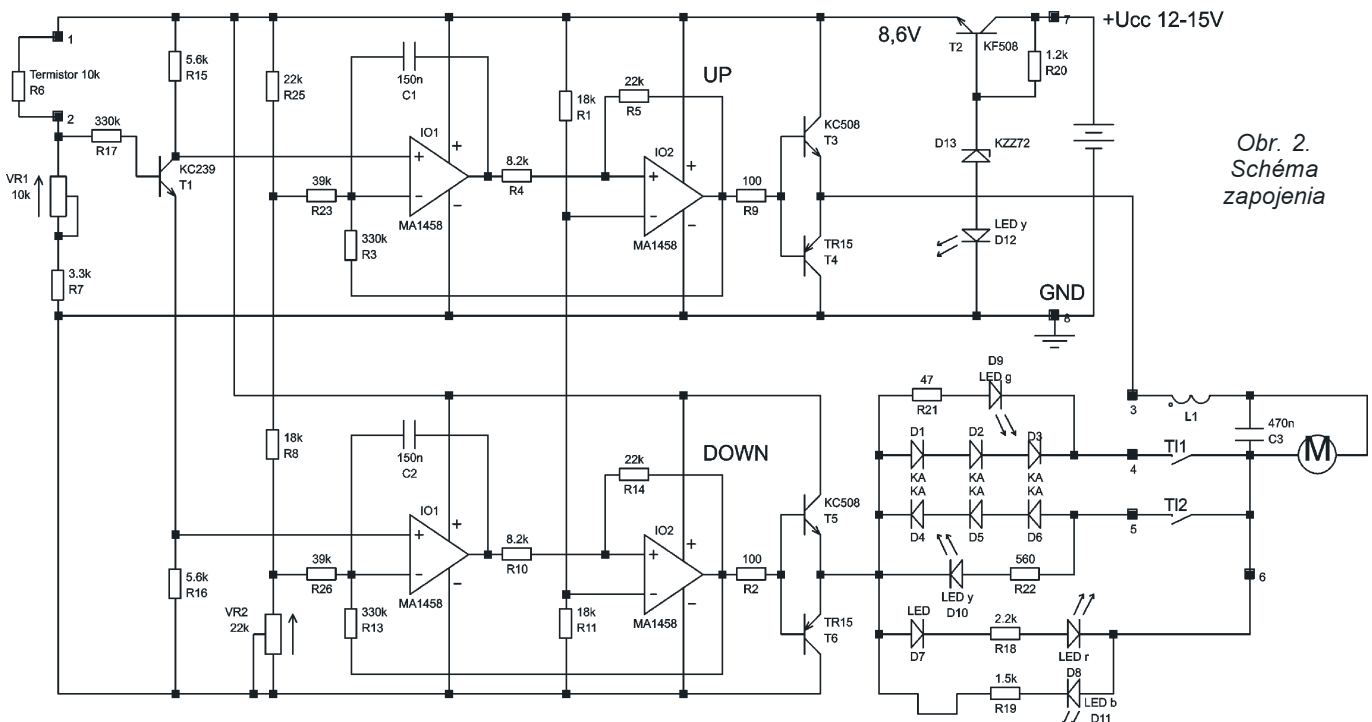 1
Termistor 10k
R6
2
330k
R17
VR1
10k
3.3k
R7
5.6k
R15
KC239
T1
22k
R25
39k
R23
150n
C1
330k
R3
IO1
+
−
+
−
MA1458
8.2k
R4
18k
R1
22k
R5
UP
IO2
+
−
+
−
MA1458
100
R9
KC508
T3
TR15
T4
8,6V
T2
KF508
7
+Ucc 12-15V
1.2k
R20
D13
KZZ72
LED y
D12
GND
8
Obr. 2.
Schéma
zapojenia
18k
R8
5.6k
R16
VR2
22k
39k
R26
150n
C2
330k
R13
IO1
+
−
+
−
MA1458
8.2k
R10
18k
R11
22k
R14
DOWN
IO2
+
−
+
−
MA1458
100
R2
KC508
T5
TR15
T6
D9
LED g
47
R21
D1
D2
D3
KA
KA
KA
KA
KA
KA
D4
D5
D6
560
R22
LED y
D10
LED
D7
2.2k
R18
LED r
D8
1.5k
R19
LED b
D11
3
L1
470n
C3
M
4
TI1
5
TI2
6